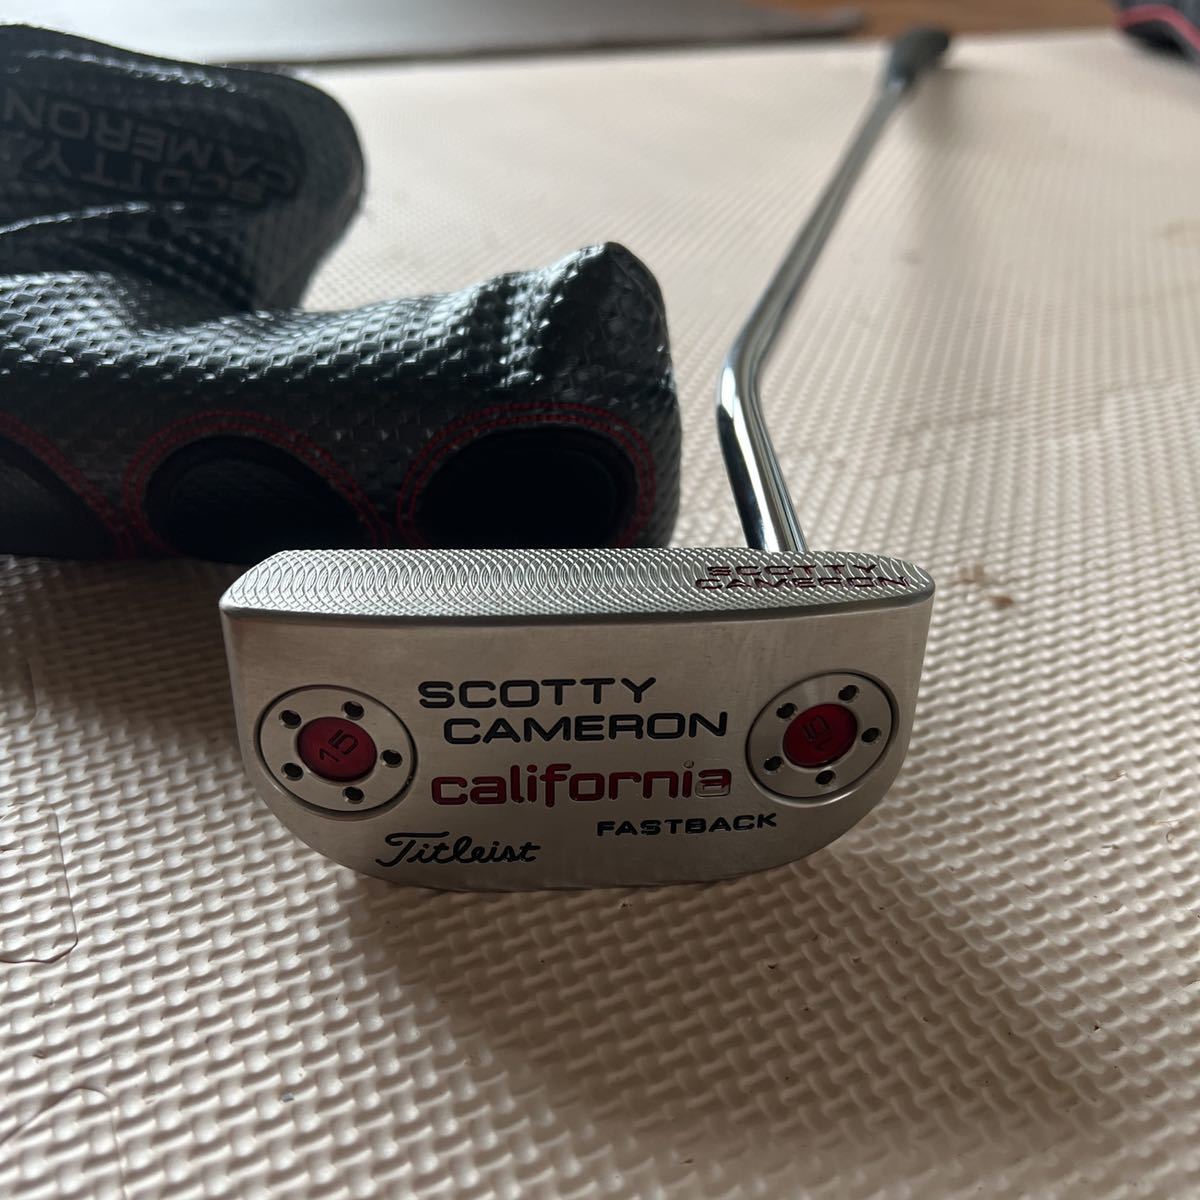 SCOTTY
CAMERON
SCOTTY
CAMERON
SCOTTY
CAMERON
california
FASTBACK
Titleist
15
15